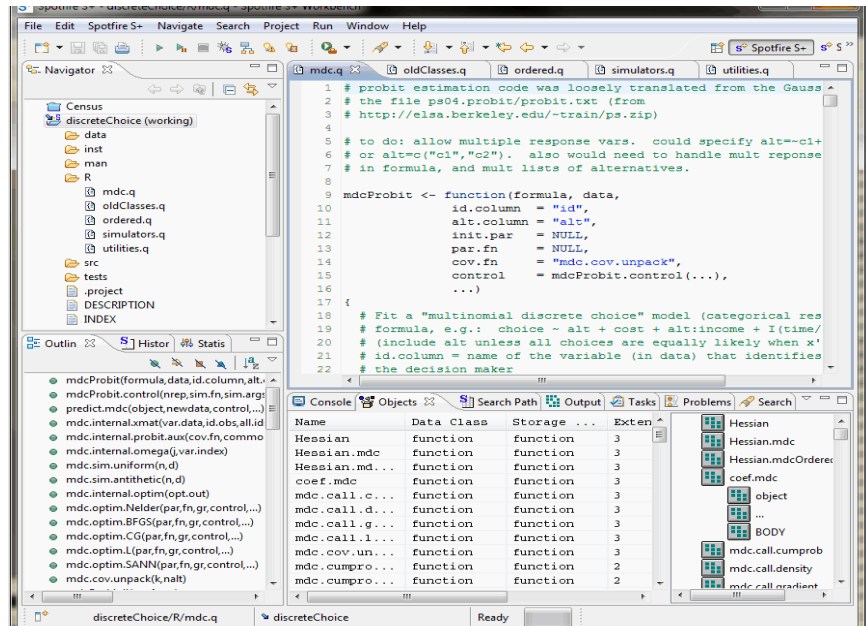 Spotfire S+ - discreteChoice/R/mdc.q - Spotfire S+ Workbench
File Edit Spotfire S+ Navigate Search Project Run Window Help
Spotfire S+ S
Navigator
Census
discreteChoice (working)
data
inst
man
R
mdc.q
oldClasses.q
ordered.q
simulators.q
utilities.q
src
tests
.project
DESCRIPTION
INDEX
mdc.q oldClasses.q ordered.q simulators.q utilities.q
1 # probit estimation code was loosely translated from the Gauss
2 # the file ps04.probit/probit.txt (from
3 # http://elsa.berkeley.edu/~train/ps.zip)
4
5 # to do: allow multiple response vars. could specify alt=~c1+
6 # or alt=c("c1","c2"). also would need to handle mult reponse
7 # in formula, and mult lists of alternatives.
8
9 mdcProbit <- function(formula, data,
10 id.column = "id",
11 alt.column = "alt",
12 init.par = NULL,
13 par.fn = NULL,
14 cov.fn = "mdc.cov.unpack",
15 control = mdcProbit.control(...),
16 ...)
17 {
18 # Fit a "multinomial discrete choice" model (categorical res
19 # formula, e.g.: choice ~ alt + cost + alt:income + I(time/
20 # (include alt unless all choices are equally likely when x'
21 # id.column = name of the variable (in data) that identifies
22 # the decision maker
Outlin Histor Statis
mdcProbit(formula,data,id.column,alt.
mdcProbit.control(nrep,sim.fn,sim.args
predict.mdc(object,newdata,control,...)
mdc.internal.xmat(var.data,id.obs,all.id
mdc.internal.probit.aux(cov.fn,commo
mdc.internal.omega(j,var.index)
mdc.sim.uniform(n,d)
mdc.sim.antithetic(n,d)
mdc.internal.optim(opt.out)
mdc.optim.Nelder(par,fn,gr,control,...)
mdc.optim.BFGS(par,fn,gr,control,...)
mdc.optim.CG(par,fn,gr,control,...)
mdc.optim.L(par,fn,gr,control,...)
mdc.optim.SANN(par,fn,gr,control,...)
mdc.cov.unpack(k,nalt)
Console Objects Search Path Output Tasks Problems Search
Name Data Class Storage ... Exten
Hessian function function 3
Hessian.mdc function function 3
Hessian.md... function function 3
coef.mdc function function 3
mdc.call.c... function function 3
mdc.call.d... function function 3
mdc.call.g... function function 3
mdc.call.l... function function 3
mdc.cov.un... function function 3
mdc.cumpro... function function 2
mdc.cumpro... function function 2
Hessian
Hessian.mdc
Hessian.mdcOrdere
coef.mdc
object
...
BODY
mdc.call.cumprob
mdc.call.density
mdc.call.gradient
discreteChoice/R/mdc.q discreteChoice Ready